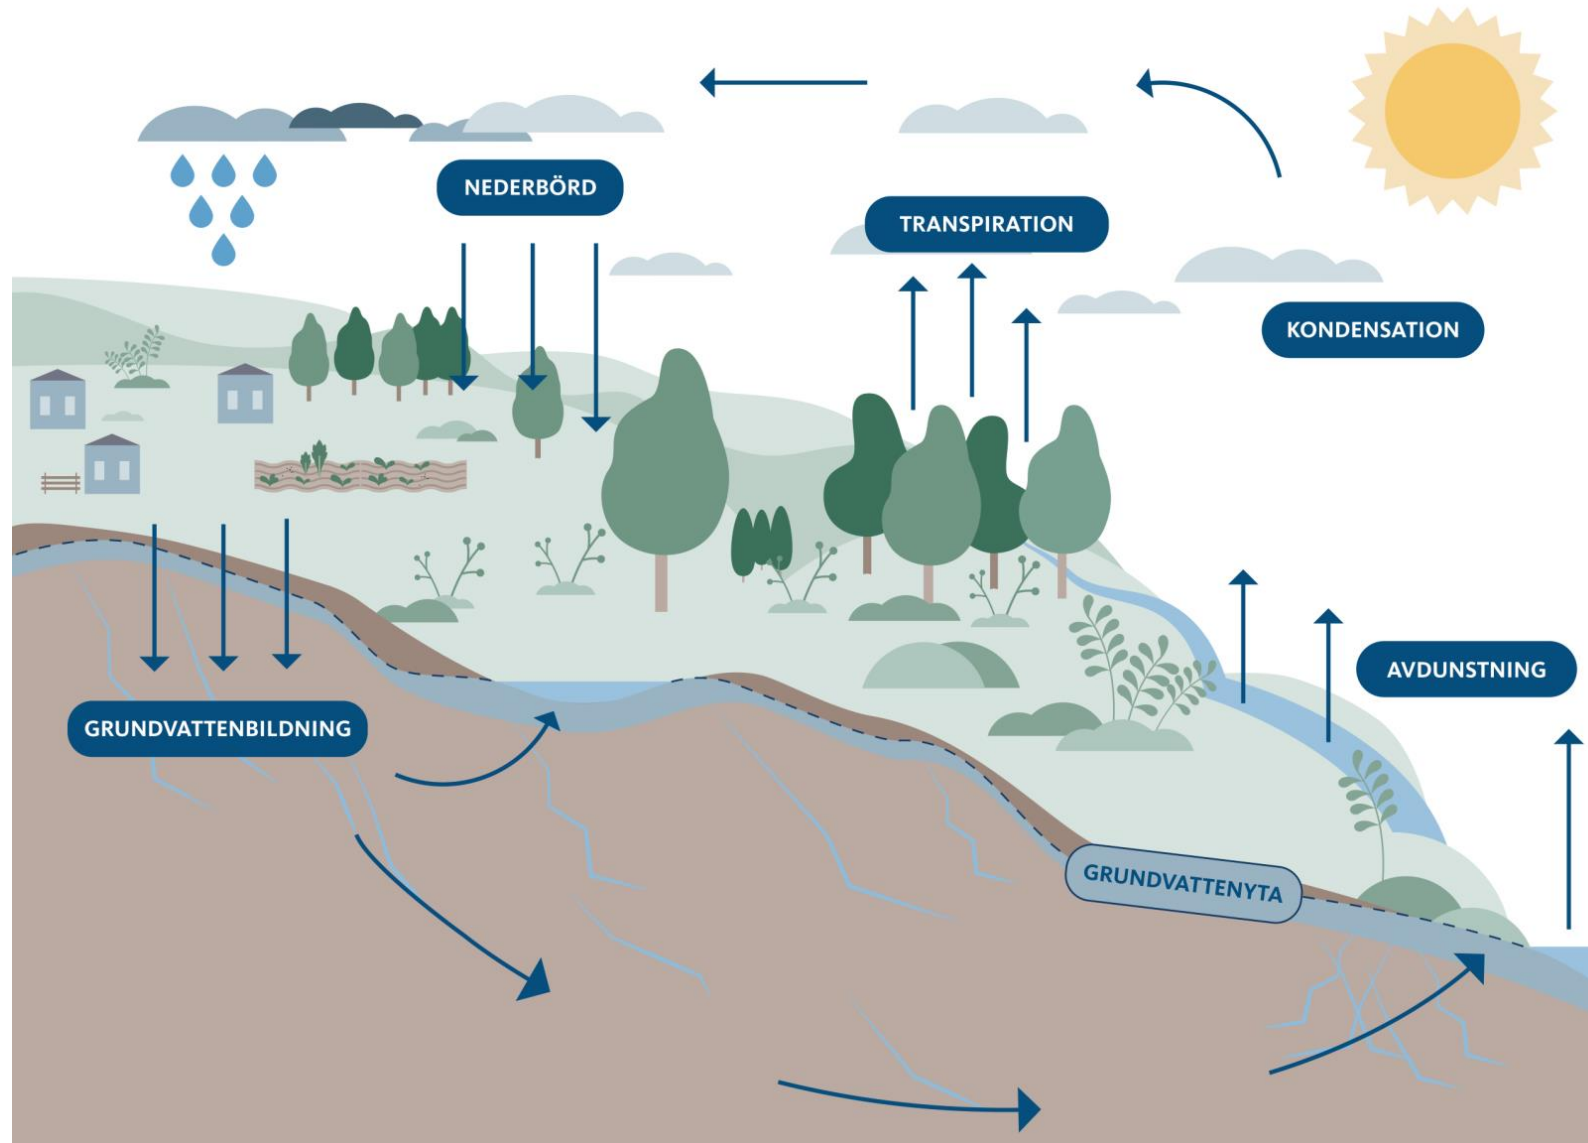 NEDERBÖRD
TRANSPIRATION
KONDENSATION
AVDUNSTNING
GRUNDVATTENBILDNING
GRUNDVATTENYTA